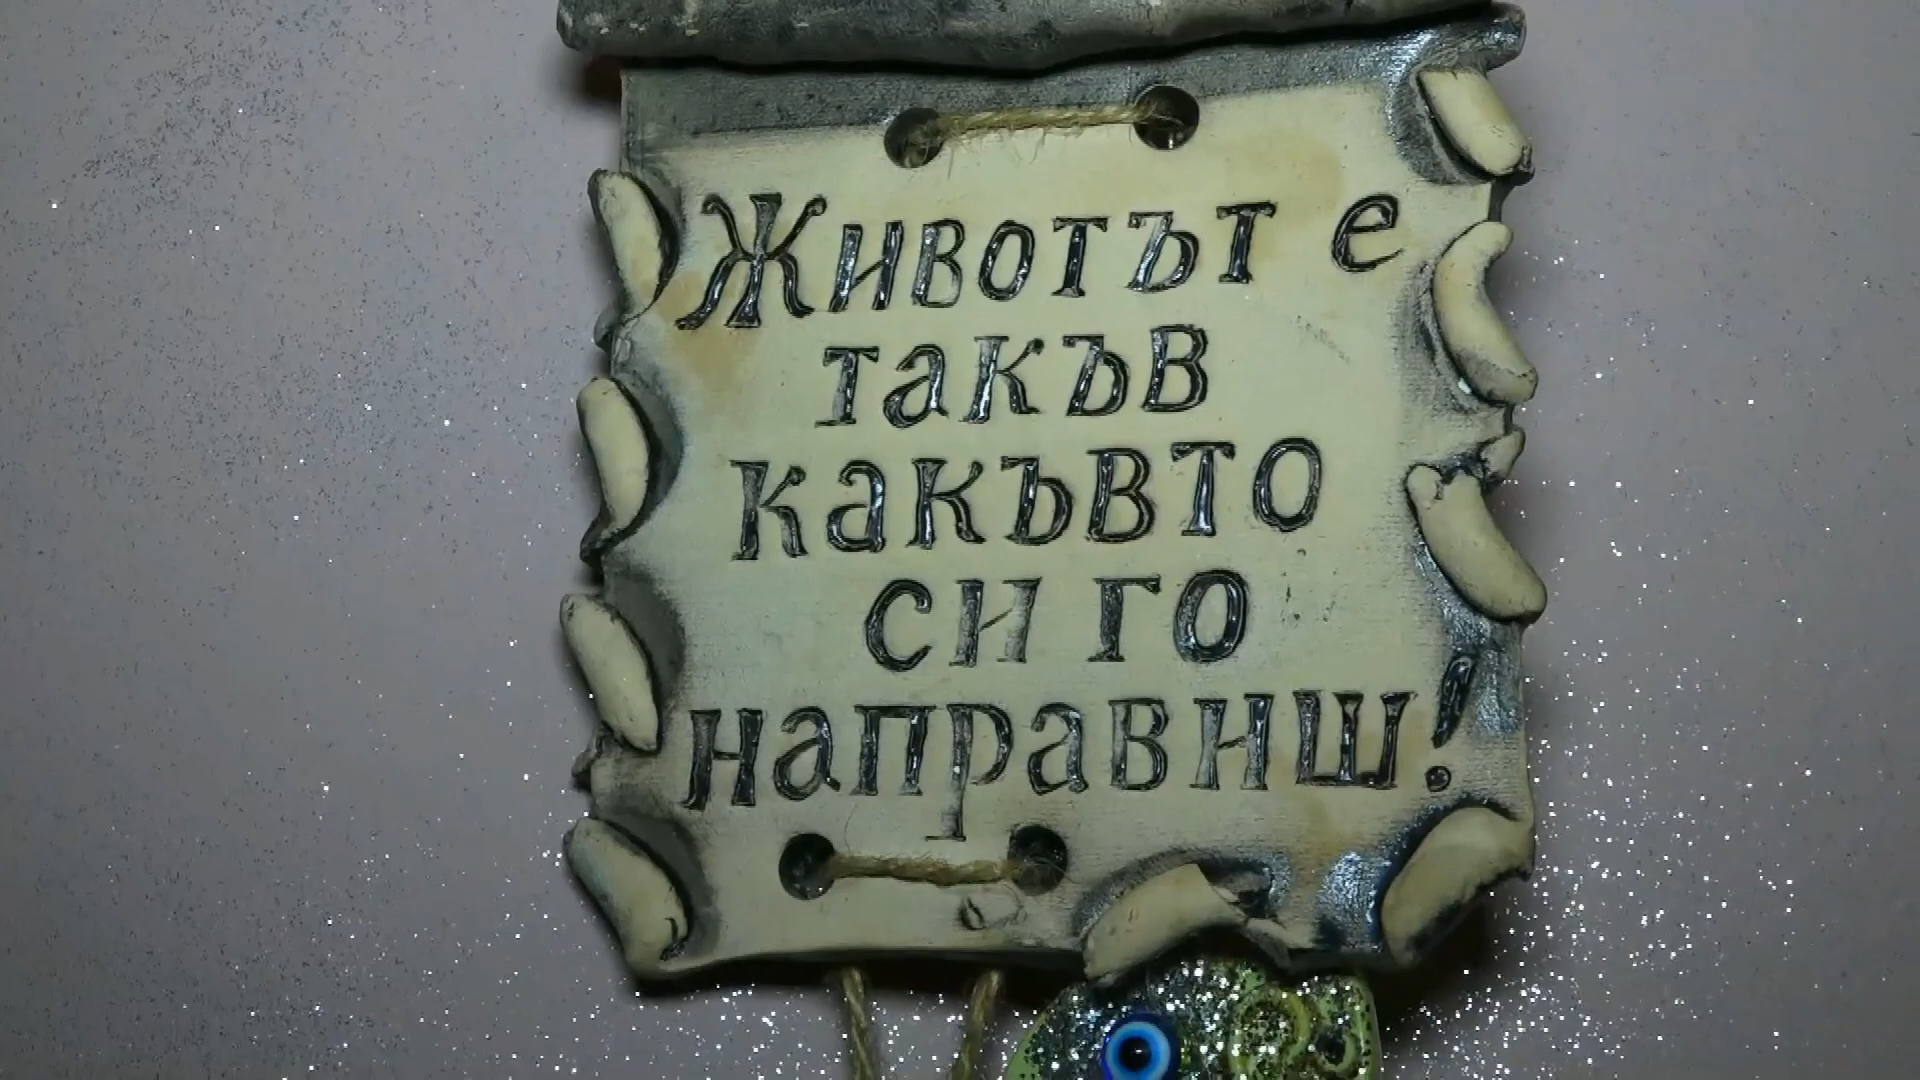 Животът е
такъв
какъвто
си го
направиш!